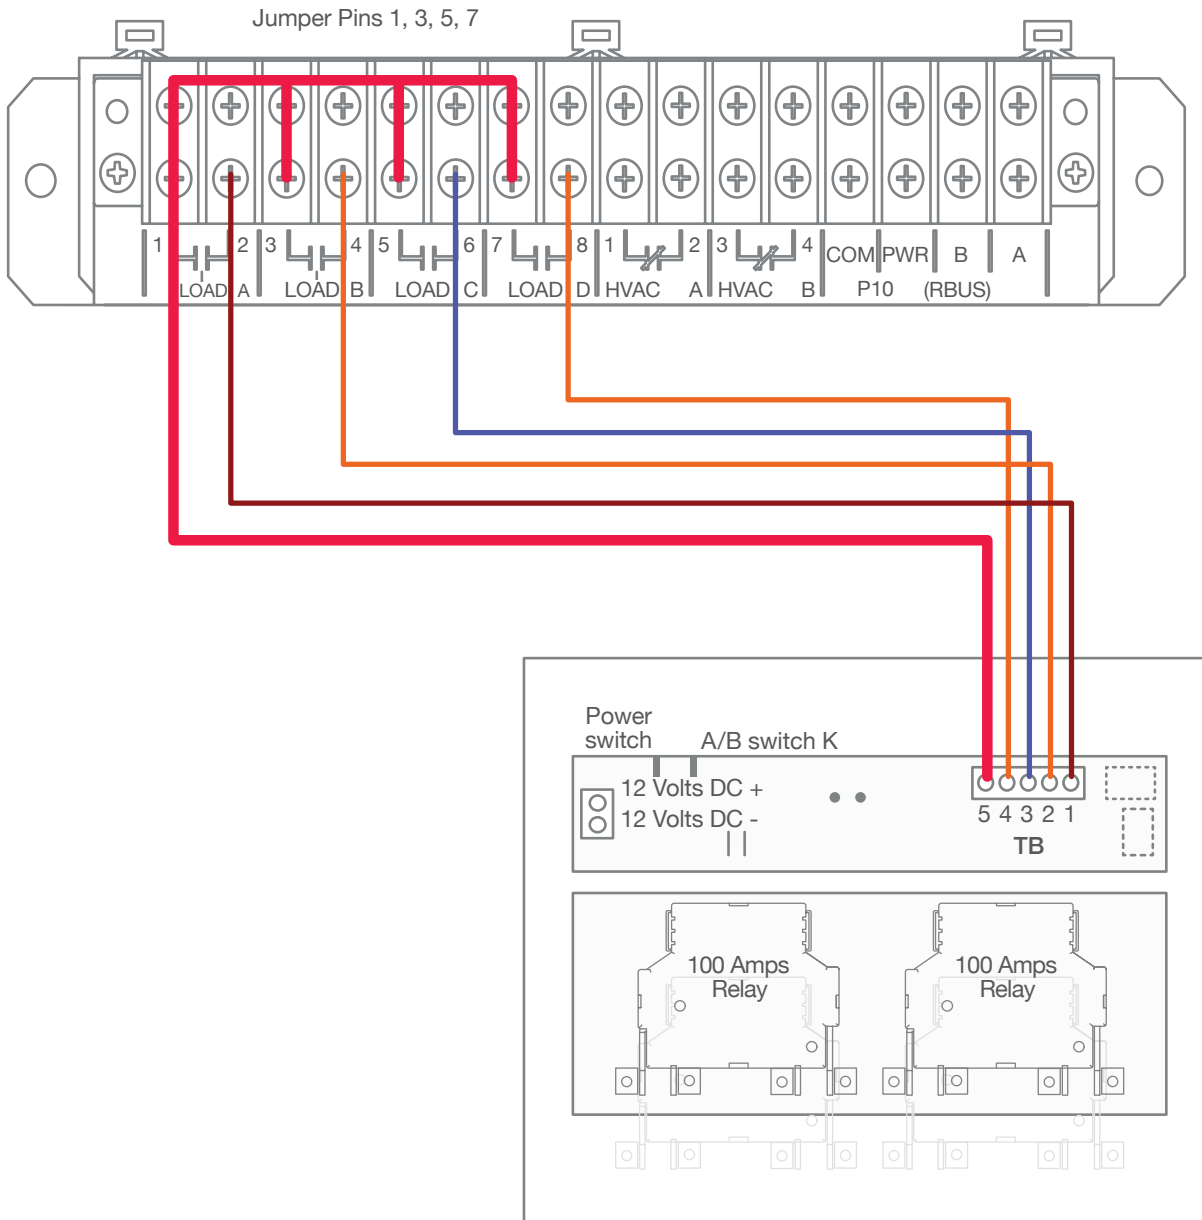 Jumper Pins 1, 3, 5, 7
1 2 3 4 5 6 7 8 1 2 3 4 COM PWR B A
LOAD A LOAD B LOAD C LOAD D HVAC A HVAC B P10 (RBUS)
Power
switch
A/B switch K
12 Volts DC +
12 Volts DC -
5 4 3 2 1
TB
100 Amps
Relay
100 Amps
Relay